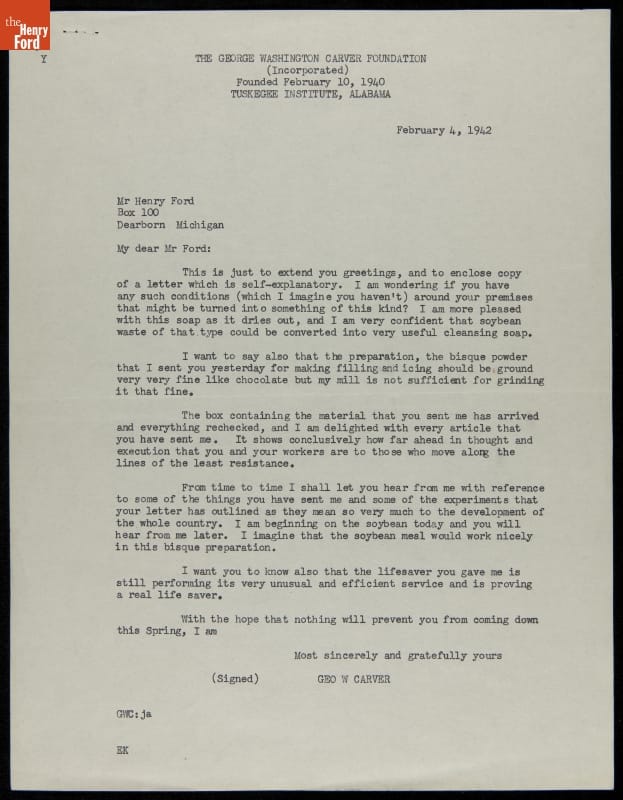 the
Henry
Ford
Y
THE GEORGE WASHINGTON CARVER FOUNDATION
(Incorporated)
Founded February 10, 1940
TUSKEGEE INSTITUTE, ALABAMA
February 4, 1942
Mr Henry Ford
Box 100
Dearborn Michigan
My dear Mr Ford:
This is just to extend you greetings, and to enclose copy
of a letter which is self-explanatory. I am wondering if you have
any such conditions (which I imagine you haven't) around your premises
that might be turned into something of this kind? I am more pleased
with this soap as it dries out, and I am very confident that soybean
waste of that type could be converted into very useful cleansing soap.
I want to say also that the preparation, the bisque powder
that I sent you yesterday for making filling and icing should be ground
very very fine like chocolate but my mill is not sufficient for grinding
it that fine.
The box containing the material that you sent me has arrived
and everything rechecked, and I am delighted with every article that
you have sent me. It shows conclusively how far ahead in thought and
execution that you and your workers are to those who move along the
lines of the least resistance.
From time to time I shall let you hear from me with reference
to some of the things you have sent me and some of the experiments that
your letter has outlined as they mean so very much to the development of
the whole country. I am beginning on the soybean today and you will
hear from me later. I imagine that the soybean meal would work nicely
in this bisque preparation.
I want you to know also that the lifesaver you gave me is
still performing its very unusual and efficient service and is proving
a real life saver.
With the hope that nothing will prevent you from coming down
this Spring, I am
Most sincerely and gratefully yours
(Signed) GEO W CARVER
GWC:ja
EK